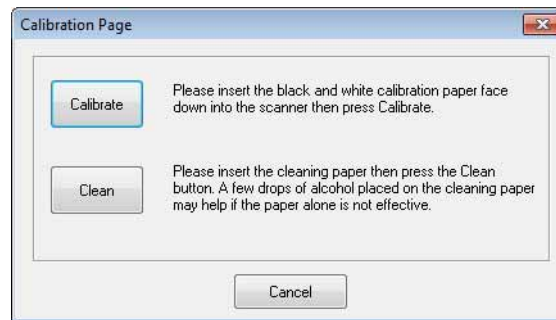 Calibration Page
Calibrate
Please insert the black and white calibration paper face
down into the scanner then press Calibrate.
Clean
Please insert the cleaning paper then press the Clean
button. A few drops of alcohol placed on the cleaning paper
may help if the paper alone is not effective.
Cancel